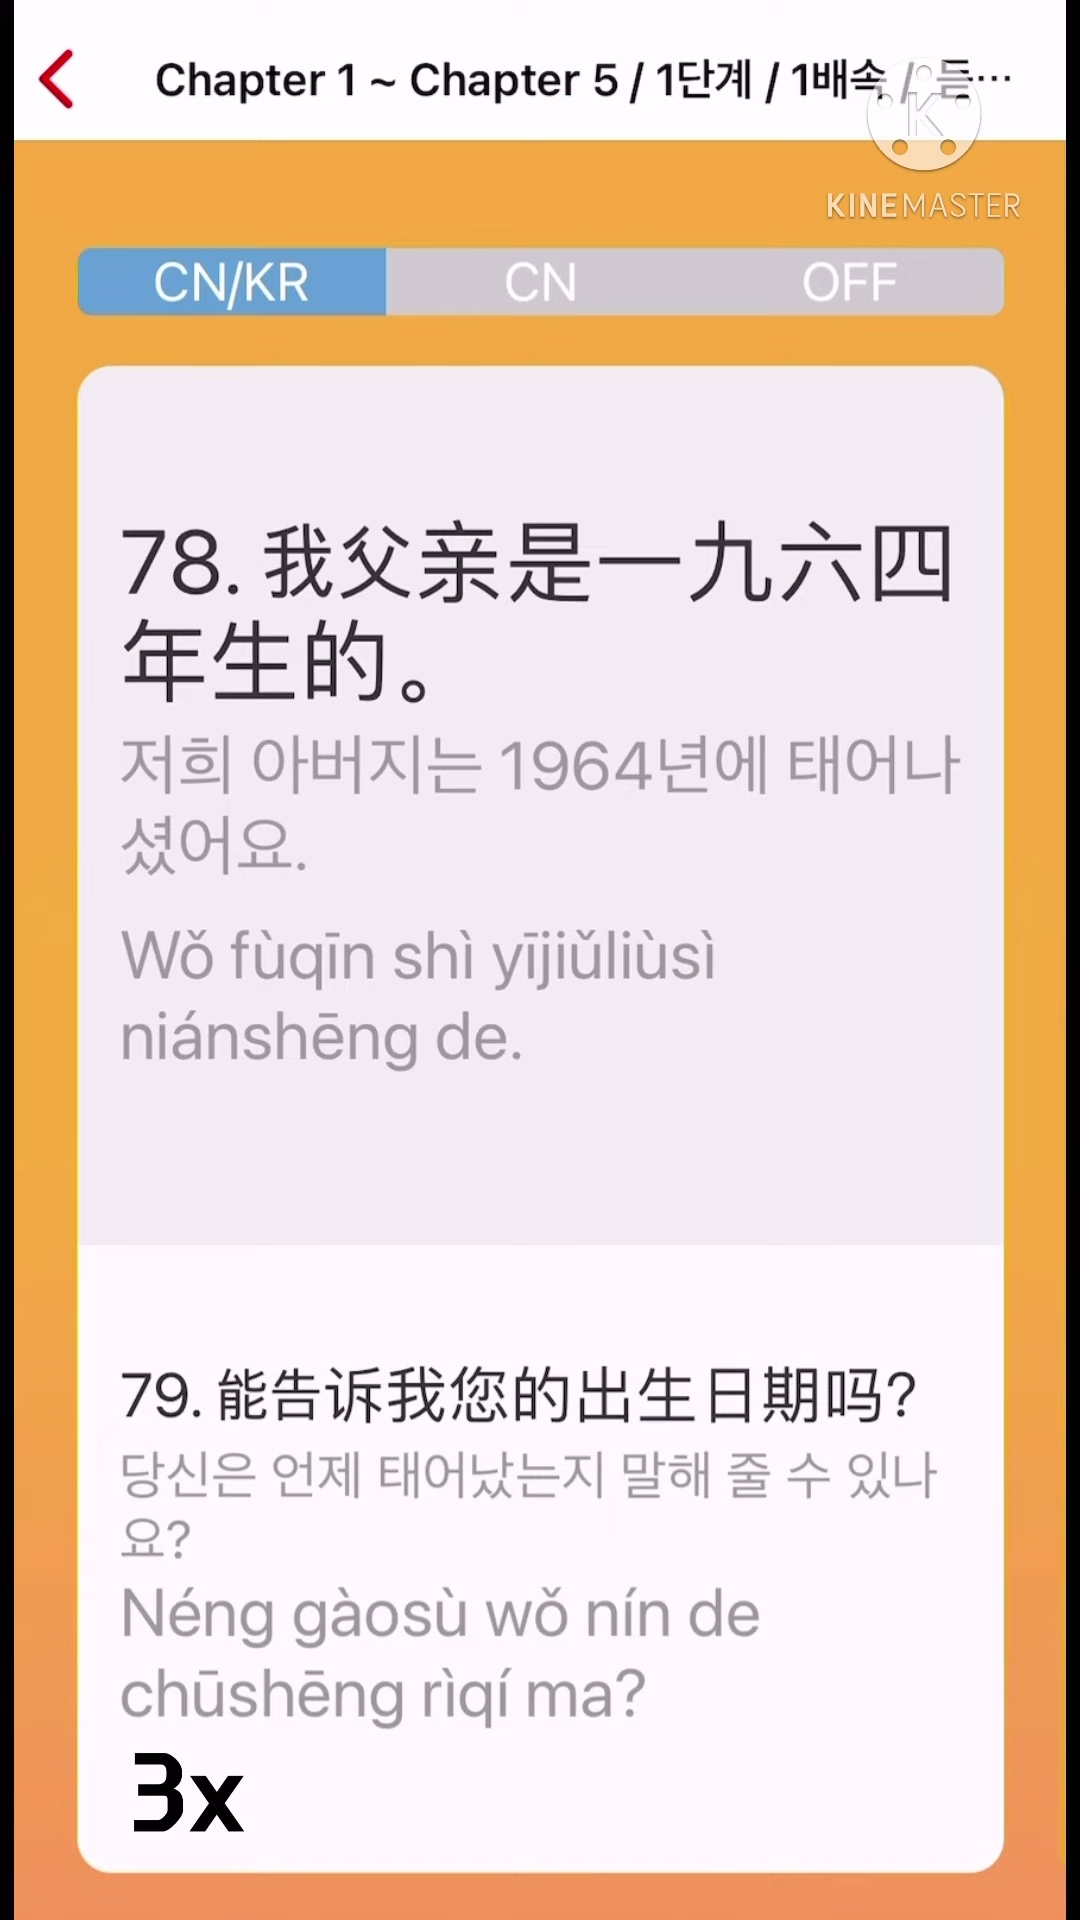 Chapter 1 ~ Chapter 5 / 1단계 / 1배속 / 듣…
K
KINEMASTER
CN/KR CN OFF
78. 我父亲是一九六四
年生的。
저희 아버지는 1964년에 태어나
셨어요.
Wǒ fùqīn shì yījiǔliùsì
niánshēng de.
79. 能告诉我您的出生日期吗?
당신은 언제 태어났는지 말해 줄 수 있나
요?
Néng gàosù wǒ nín de
chūshēng rìqí ma?
3x